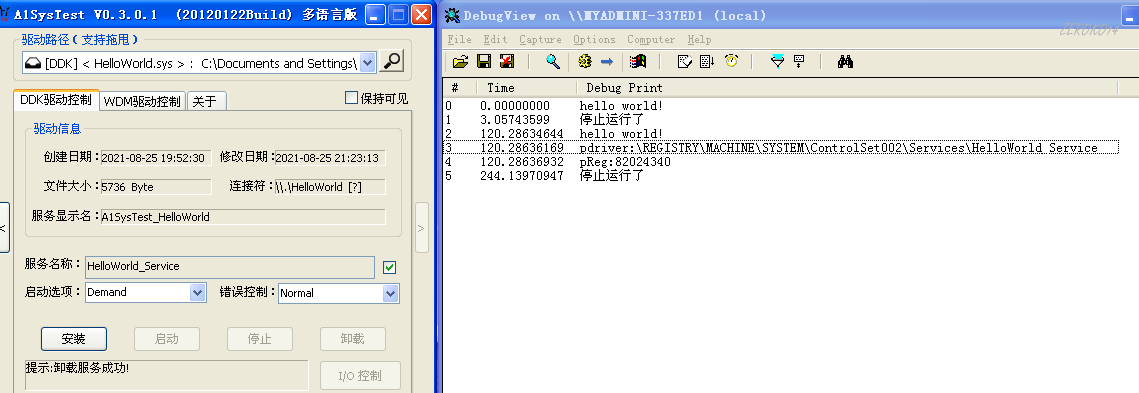 A1SysTest V0.3.0.1 (20120122Build) 多语言版
驱动路径(支持拖甩)
[DDK] < HelloWorld.sys > : C:\Documents and Settings\
DDK驱动控制 WDM驱动控制 关于
保持可见
驱动信息
创建日期: 2021-08-25 19:52:30 修改日期: 2021-08-25 21:23:13
文件大小: 5736 Byte 连接符: \\.\HelloWorld [?]
服务显示名: A1SysTest_HelloWorld
服务名称: HelloWorld_Service
启动选项: Demand 错误控制: Normal
安装 启动 停止 卸载
提示:卸载服务成功!
I/O 控制
<
>
DebugView on \\MYADMINI-337ED1 (local)
File Edit Capture Options Computer Help
# Time Debug Print
0 0.00000000 hello world!
1 3.05743599 停止运行了
2 120.28634644 hello world!
3 120.28636169 pdriver:\REGISTRY\MACHINE\SYSTEM\ControlSet002\Services\HelloWorld_Service
4 120.28636932 pReg:82024340
5 244.13970947 停止运行了